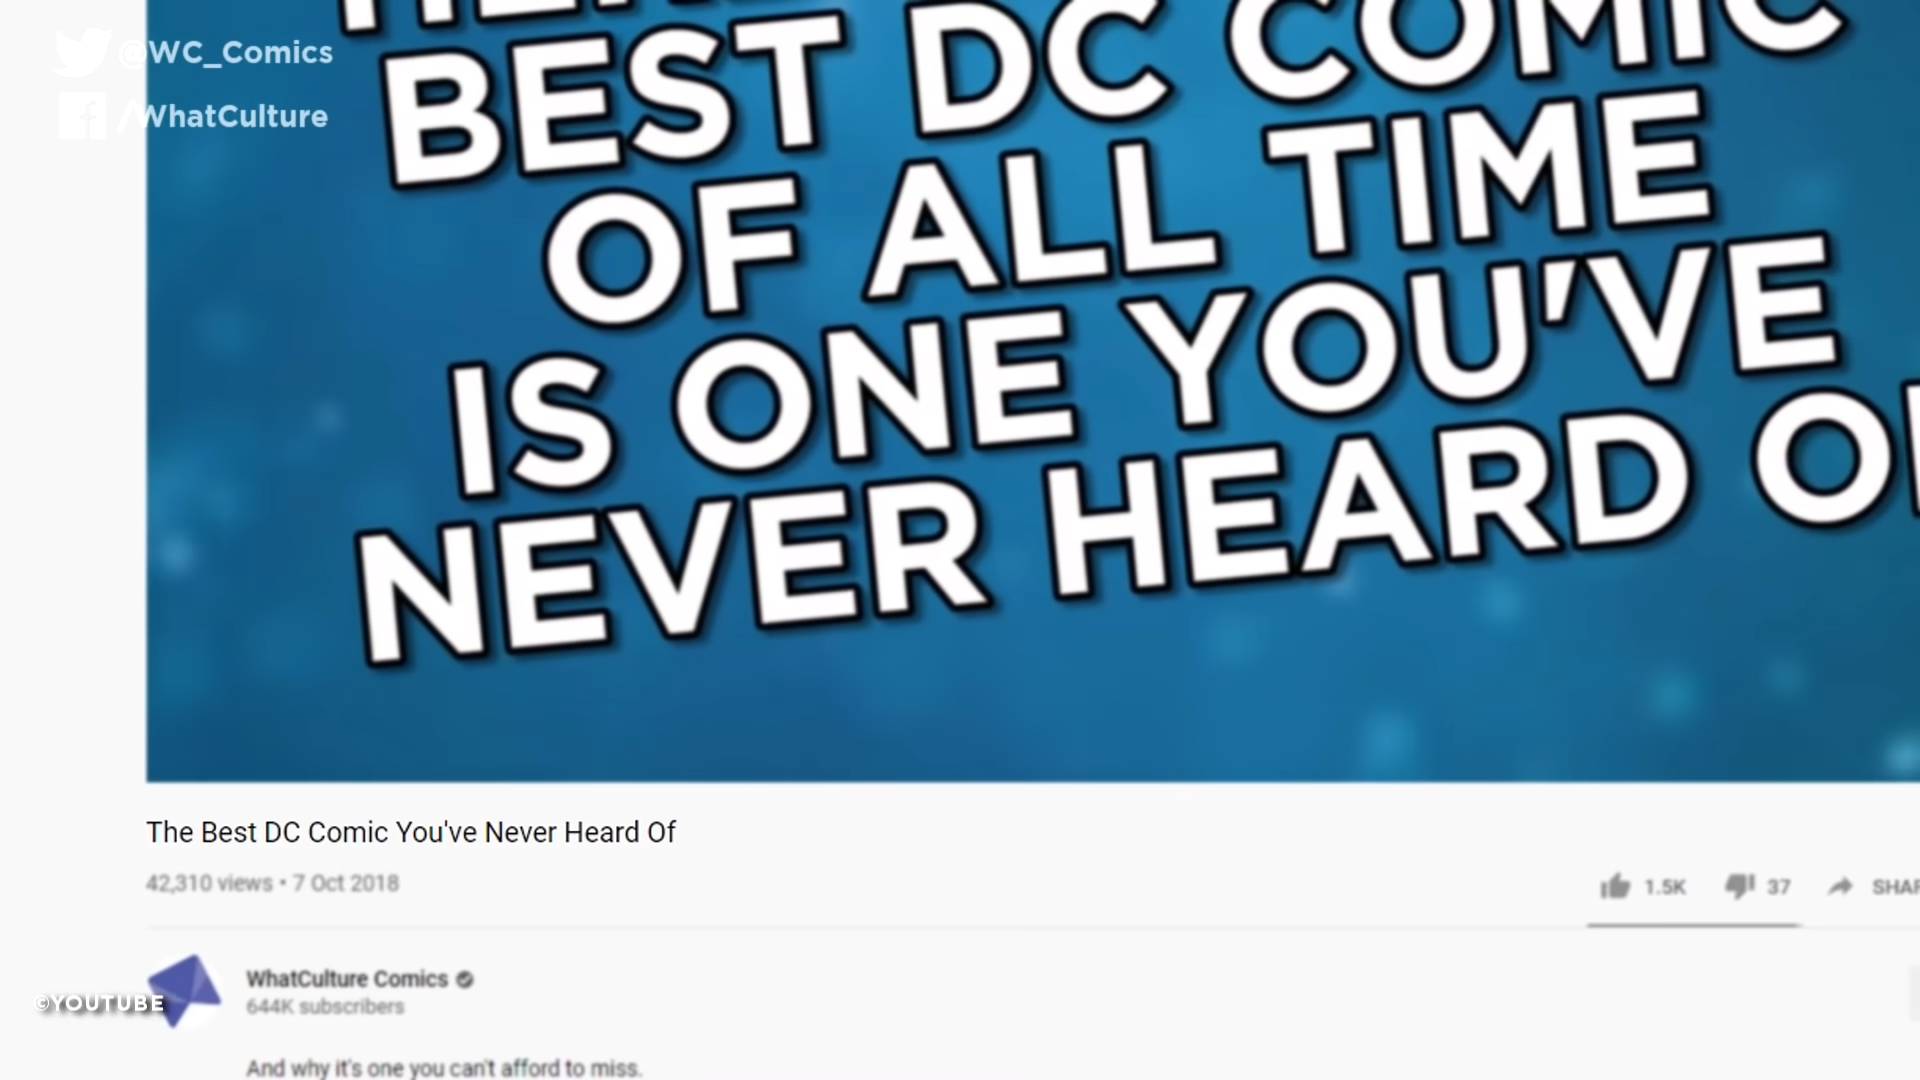 @WC_Comics
/WhatCulture
BEST DC COMIC
OF ALL TIME
IS ONE YOU'VE
NEVER HEARD
The Best DC Comic You've Never Heard Of
42,310 views • 7 Oct 2018
1.5K 37
WhatCulture Comics
644K subscribers
©YOUTUBE
And why it's one you can't afford to miss.